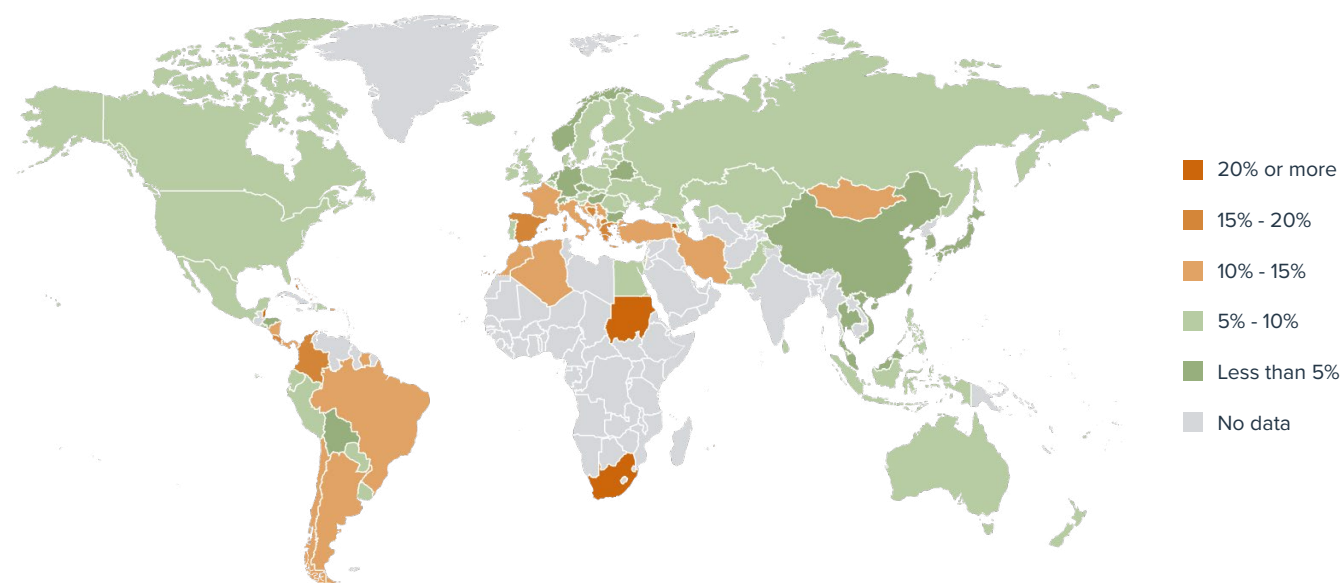 20% or more
15% - 20%
10% - 15%
5% - 10%
Less than 5%
No data